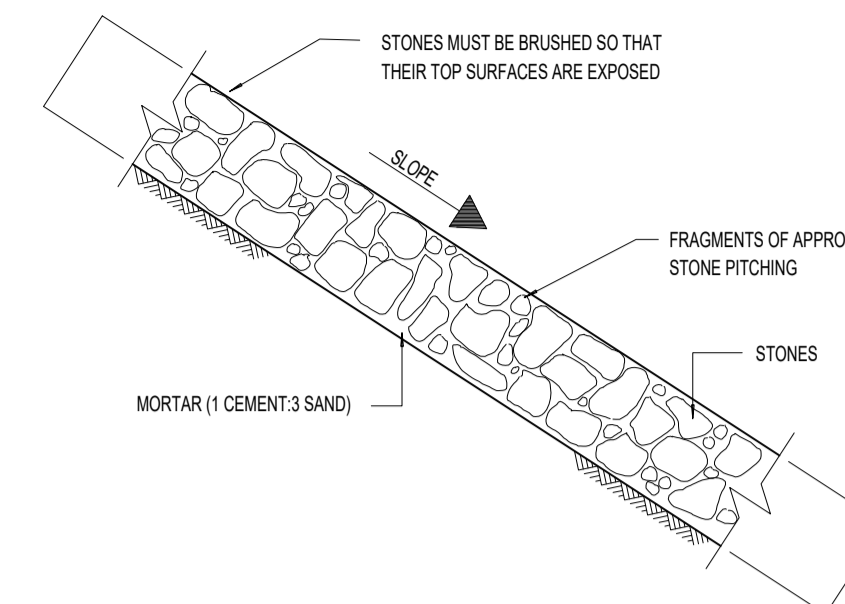 STONES MUST BE BRUSHED SO THAT
THEIR TOP SURFACES ARE EXPOSED
SLOPE
FRAGMENTS OF APPRO
STONE PITCHING
STONES
MORTAR (1 CEMENT:3 SAND)